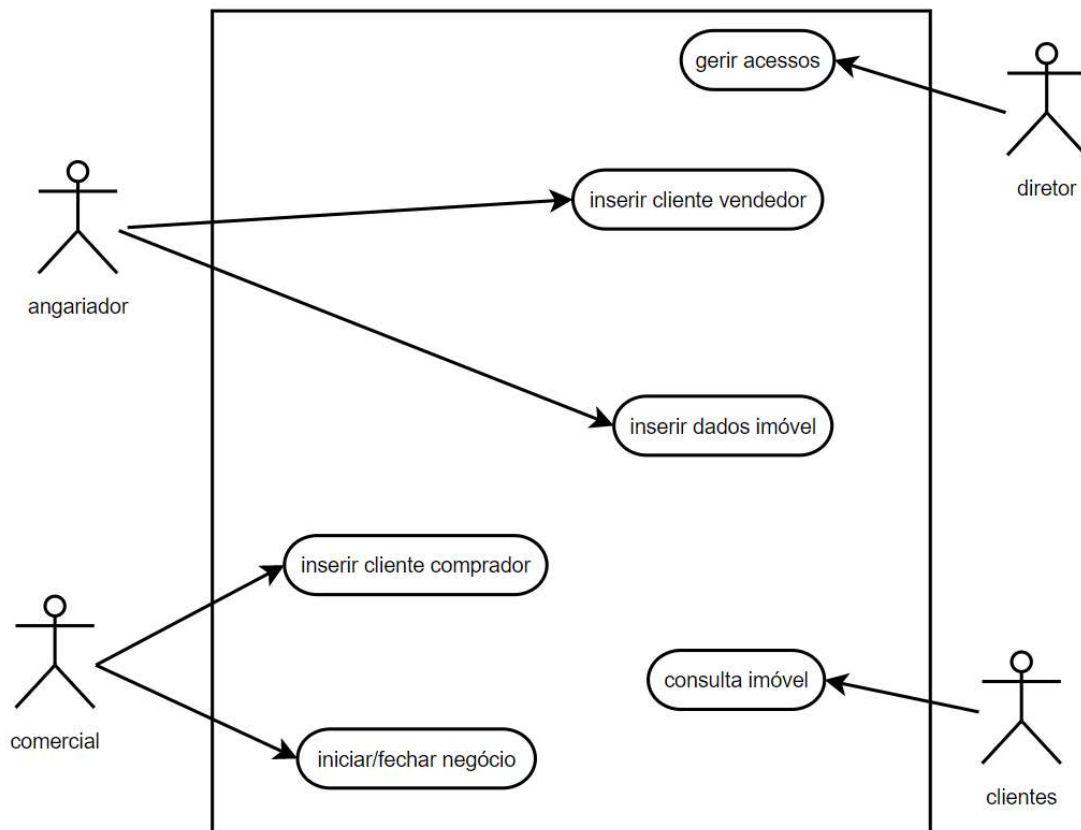 gerir acessos
diretor
inserir cliente vendedor
angariador
inserir dados imóvel
inserir cliente comprador
comercial
consulta imóvel
iniciar/fechar negócio
clientes